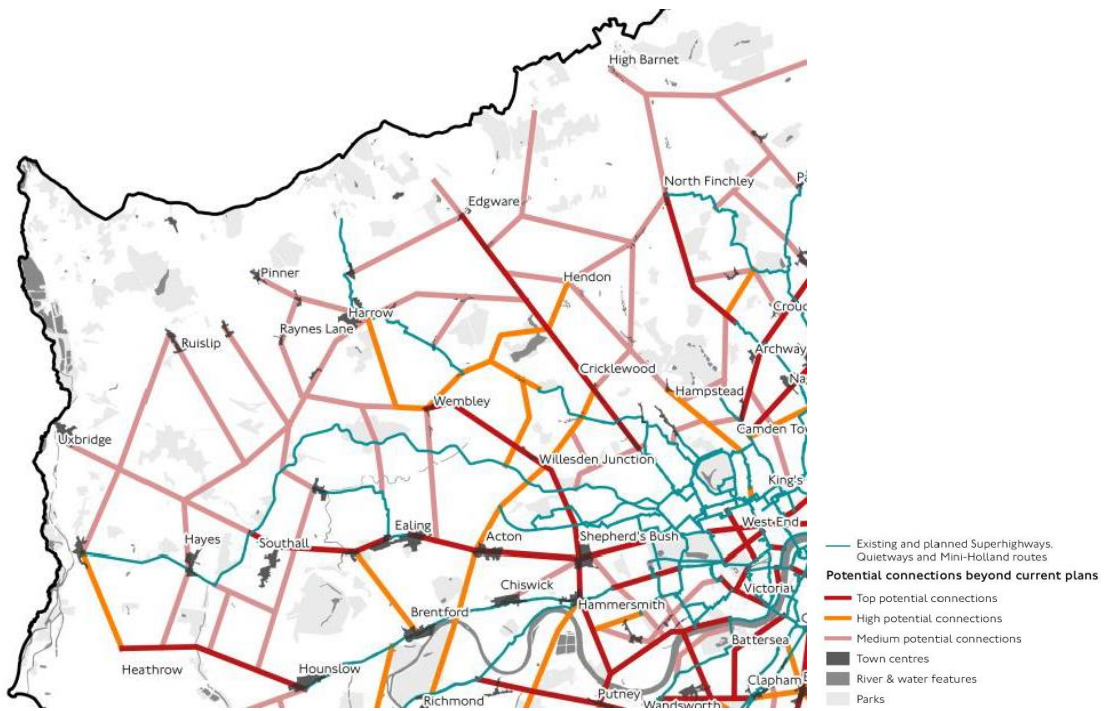 High Barnet
North Finchley
Edgware
Pinner
Hendon
Harrow
Raynes Lane
Ruislip
Crouc
Archway
Cricklewood
Na
Hampstead
Wembley
Camden Tow
Uxbridge
Willesden Junction
King's
West End
Ealing
Acton
Shepherd's Bush
Hayes
Southall
Chiswick
Victoria
Hammersmith
Brentford
Battersea
Heathrow
Hounslow
Richmond
Putney
Clapham
Wandsworth
Existing and planned Superhighways,
Quietways and Mini-Holland routes
Potential connections beyond current plans
Top potential connections
High potential connections
Medium potential connections
Town centres
River & water features
Parks